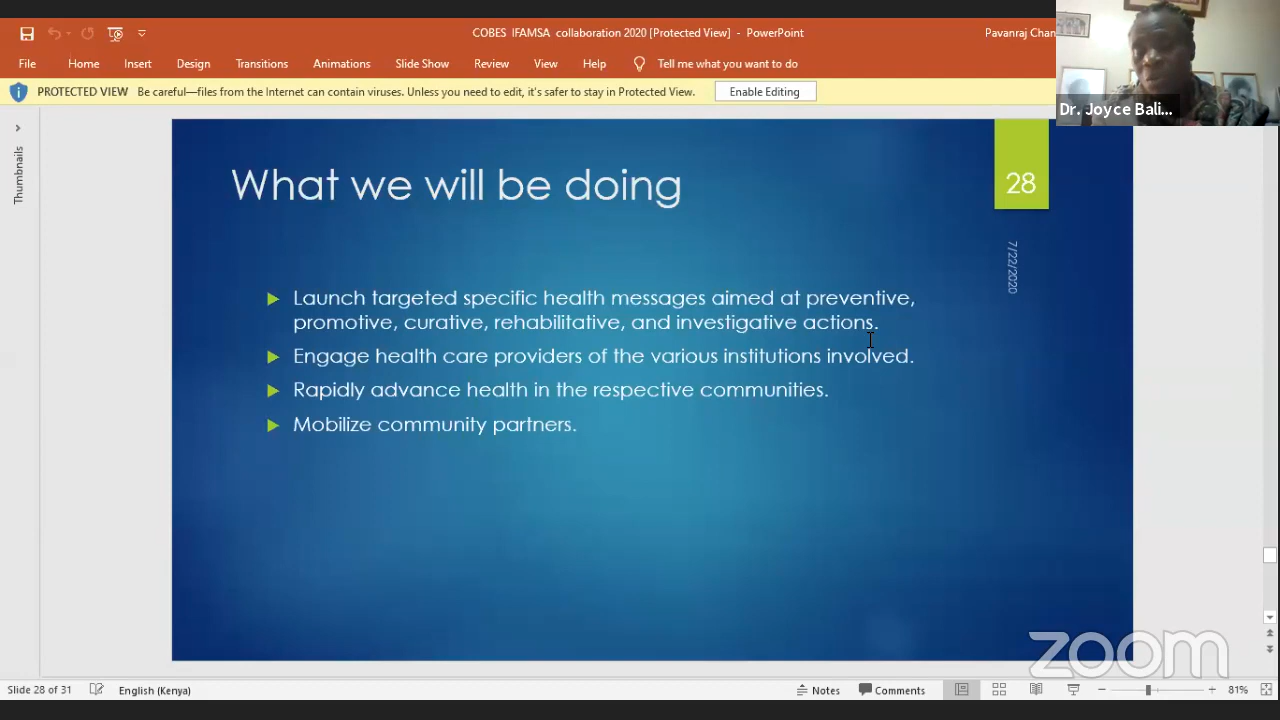 COBES IFAMSA collaboration 2020 [Protected View] - PowerPoint
Pavanraj Chan
File Home Insert Design Transitions Animations Slide Show Review View Help Tell me what you want to do
PROTECTED VIEW Be careful—files from the Internet can contain viruses. Unless you need to edit, it's safer to stay in Protected View. Enable Editing
Dr. Joyce Bali...
Thumbnails
What we will be doing
28
7/22/2020
Launch targeted specific health messages aimed at preventive,
promotive, curative, rehabilitative, and investigative actions.
Engage health care providers of the various institutions involved.
Rapidly advance health in the respective communities.
Mobilize community partners.
zoom
Slide 28 of 31 English (Kenya) Notes Comments 81%